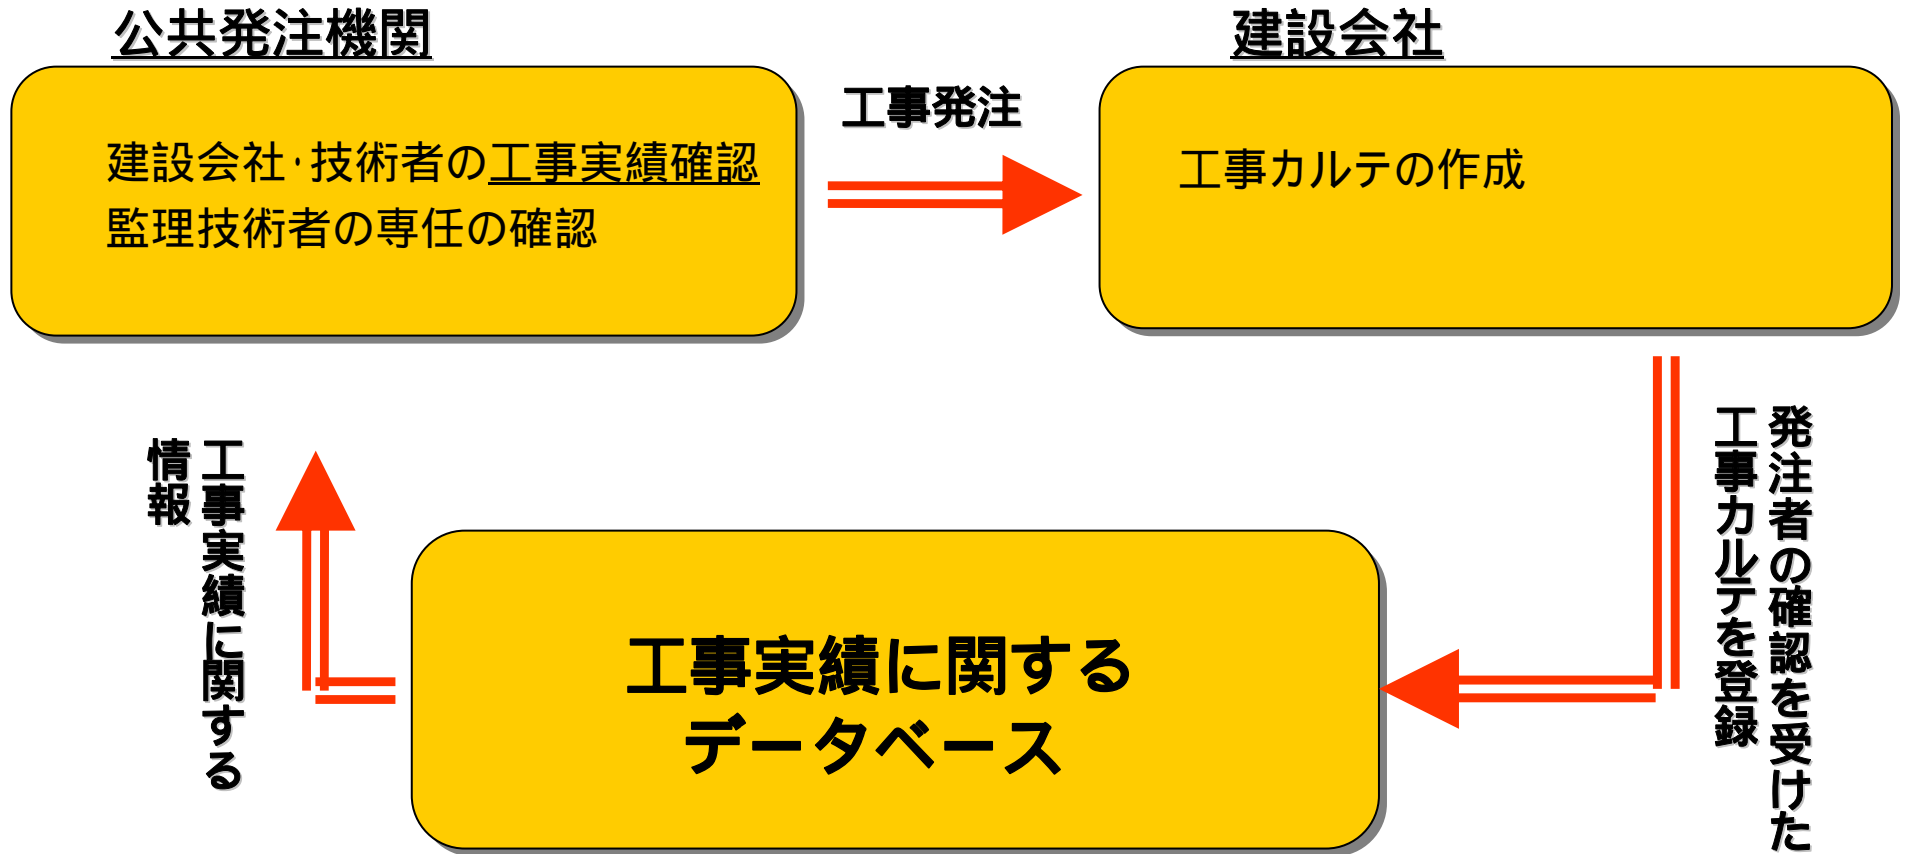 公共発注機関
建設会社・技術者の工事実績確認
監理技術者の専任の確認
工事発注
建設会社
工事カルテの作成
発注者の確認を受けた
工事カルテを登録
工事実績に関する
データベース
工事実績に関する
情報